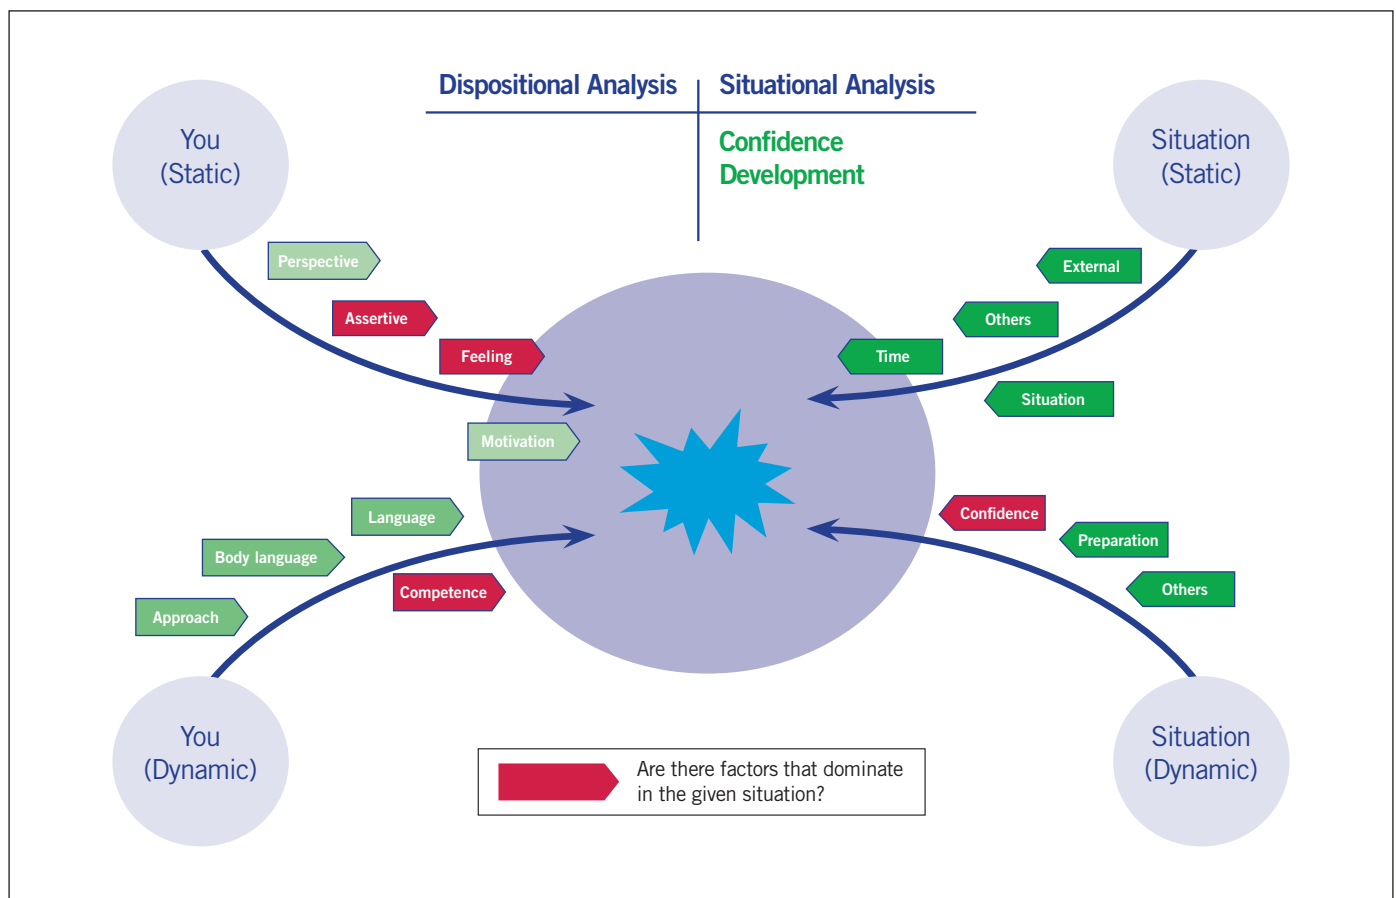 Dispositional Analysis
Situational Analysis
Confidence
Development
You
(Static)
Situation
(Static)
Perspective
Assertive
Feeling
Motivation
External
Others
Time
Situation
Language
Body language
Approach
Competence
Confidence
Preparation
Others
You
(Dynamic)
Situation
(Dynamic)
Are there factors that dominate
in the given situation?